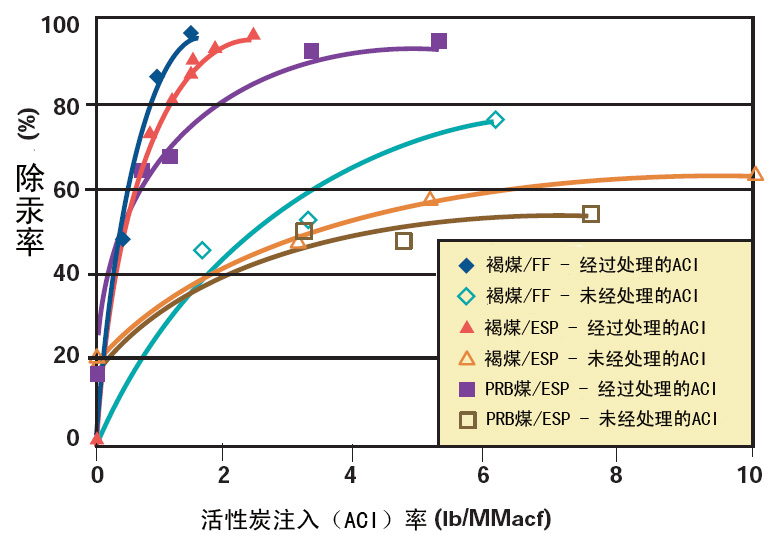 100
80
60
40
20
0
除汞率 (%)
褐煤/FF - 经过处理的ACI
褐煤/FF - 未经处理的ACI
褐煤/ESP - 经过处理的ACI
褐煤/ESP - 未经处理的ACI
PRB煤/ESP - 经过处理的ACI
PRB煤/ESP - 未经处理的ACI
0 2 4 6 8 10
活性炭注入（ACI）率 (lb/MMacf)